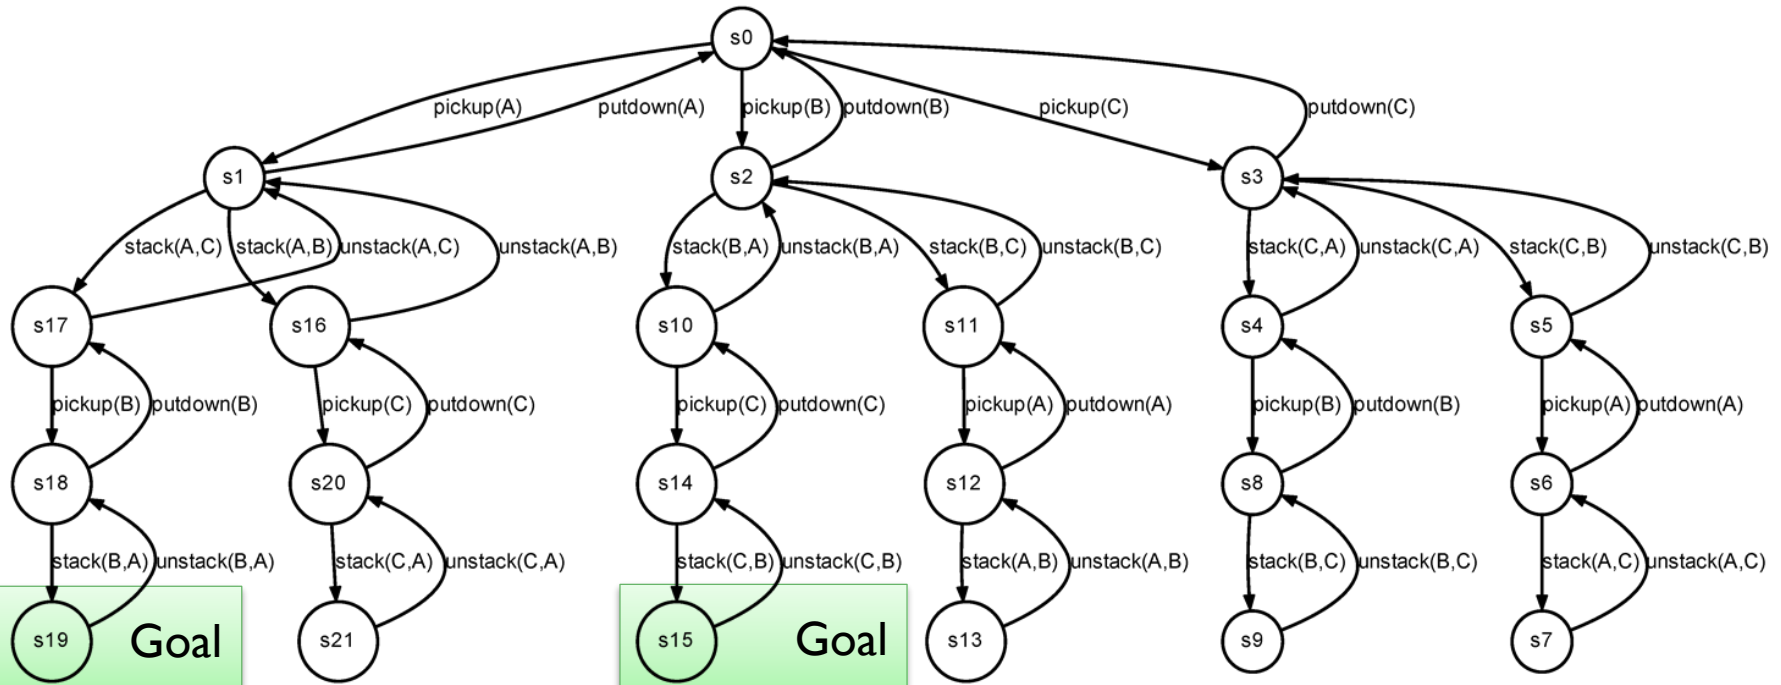 s0
pickup(A) putdown(A) pickup(B) putdown(B) pickup(C) putdown(C)
s1 s2 s3
stack(A,C) stack(A,B) unstack(A,C) unstack(A,B) stack(B,A) unstack(B,A) stack(B,C) unstack(B,C) stack(C,A) unstack(C,A) stack(C,B) unstack(C,B)
s17 s16 s10 s11 s4 s5
pickup(B) putdown(B) pickup(C) putdown(C) pickup(C) putdown(C) pickup(A) putdown(A) pickup(B) putdown(B) pickup(A) putdown(A)
s18 s20 s14 s12 s8 s6
stack(B,A) unstack(B,A) stack(C,A) unstack(C,A) stack(C,B) unstack(C,B) stack(A,B) unstack(A,B) stack(B,C) unstack(B,C) stack(A,C) unstack(A,C)
s19 Goal s21 s15 Goal s13 s9 s7